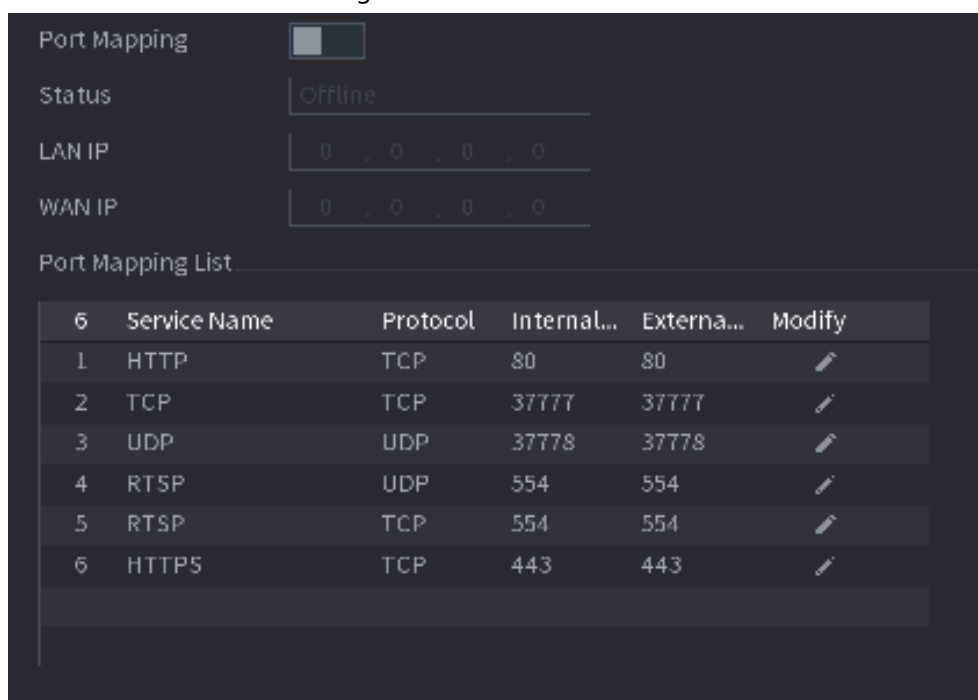 Port Mapping
Status Offline
LAN IP 0 . 0 . 0 . 0
WAN IP 0 . 0 . 0 . 0
Port Mapping List
6 Service Name Protocol Internal... Externa... Modify
1 HTTP TCP 80 80
2 TCP TCP 37777 37777
3 UDP UDP 37778 37778
4 RTSP UDP 554 554
5 RTSP TCP 554 554
6 HTTPS TCP 443 443